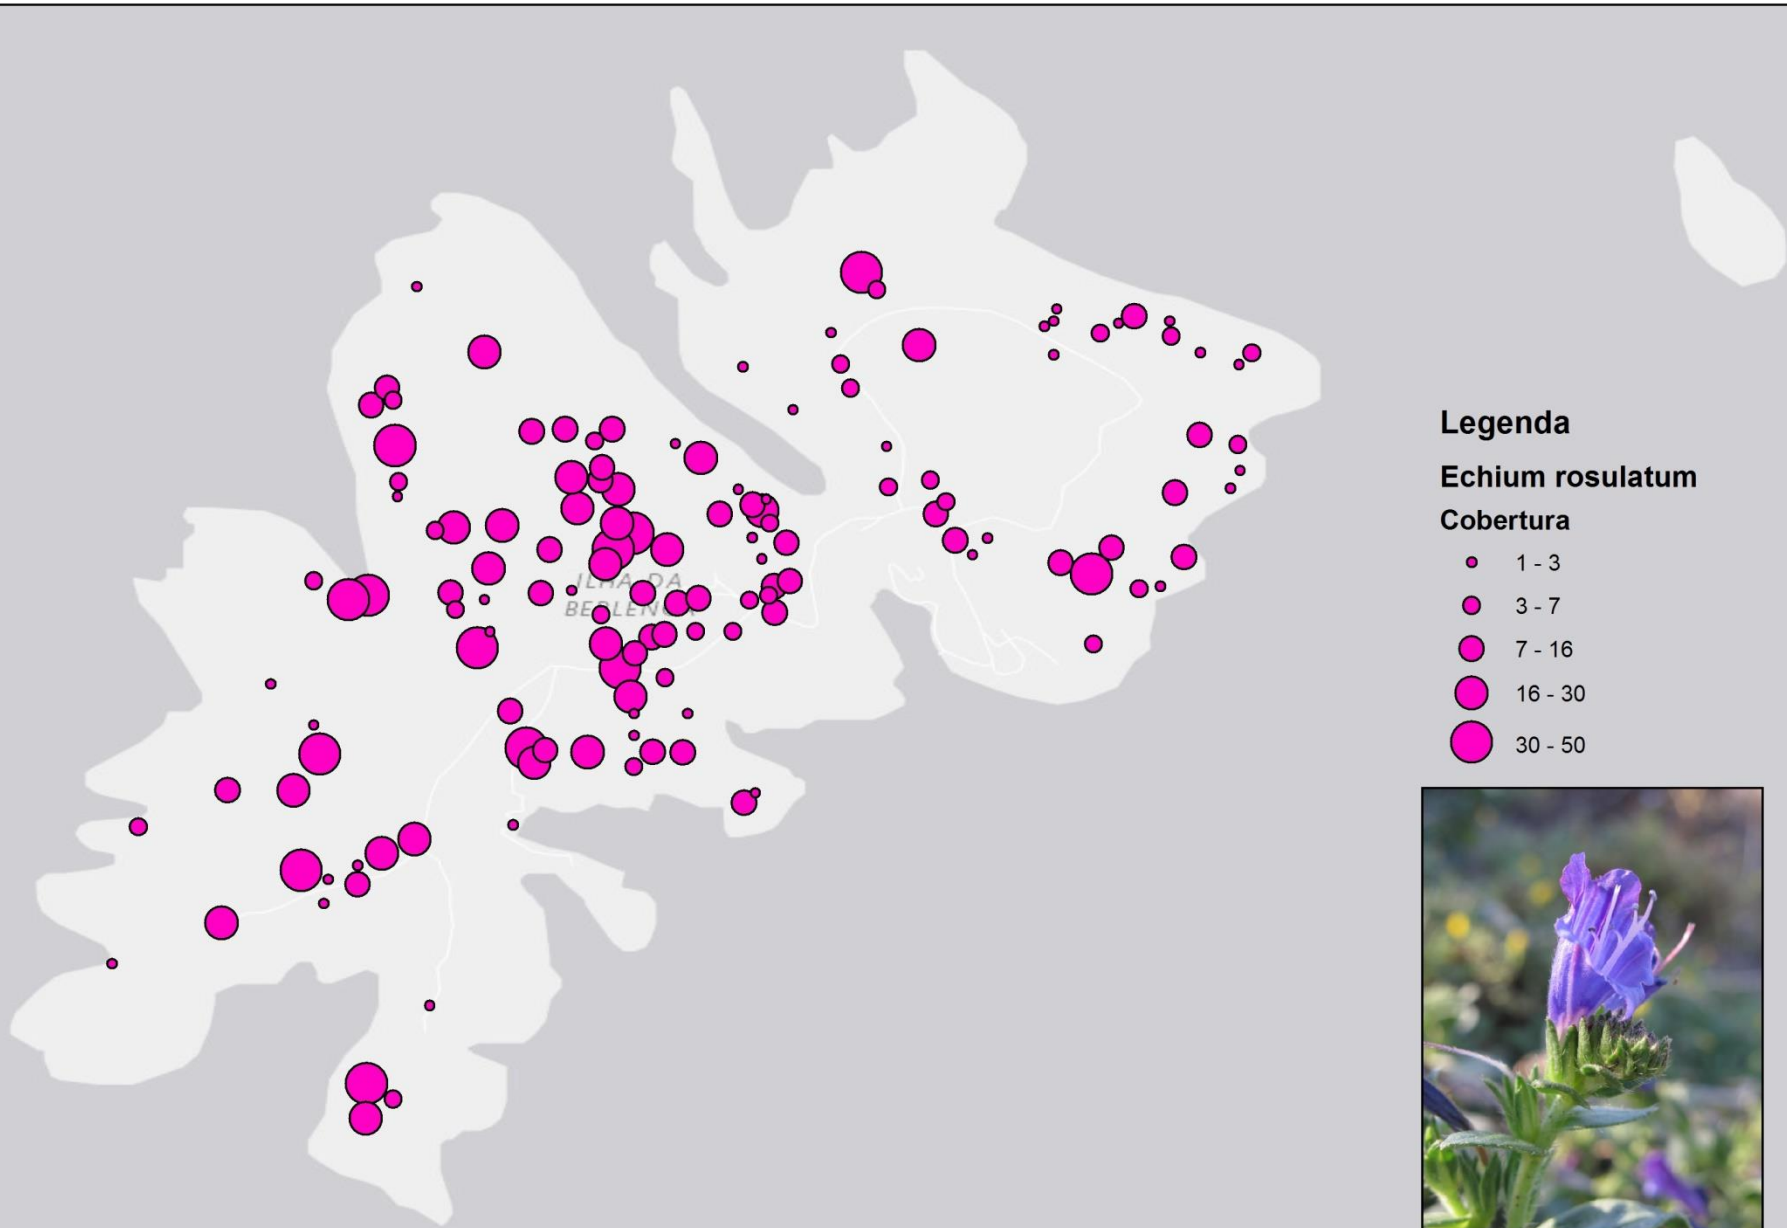 ILHA DA
BERLENGA
Legenda
Echium rosulatum
Cobertura
1 - 3
3 - 7
7 - 16
16 - 30
30 - 50